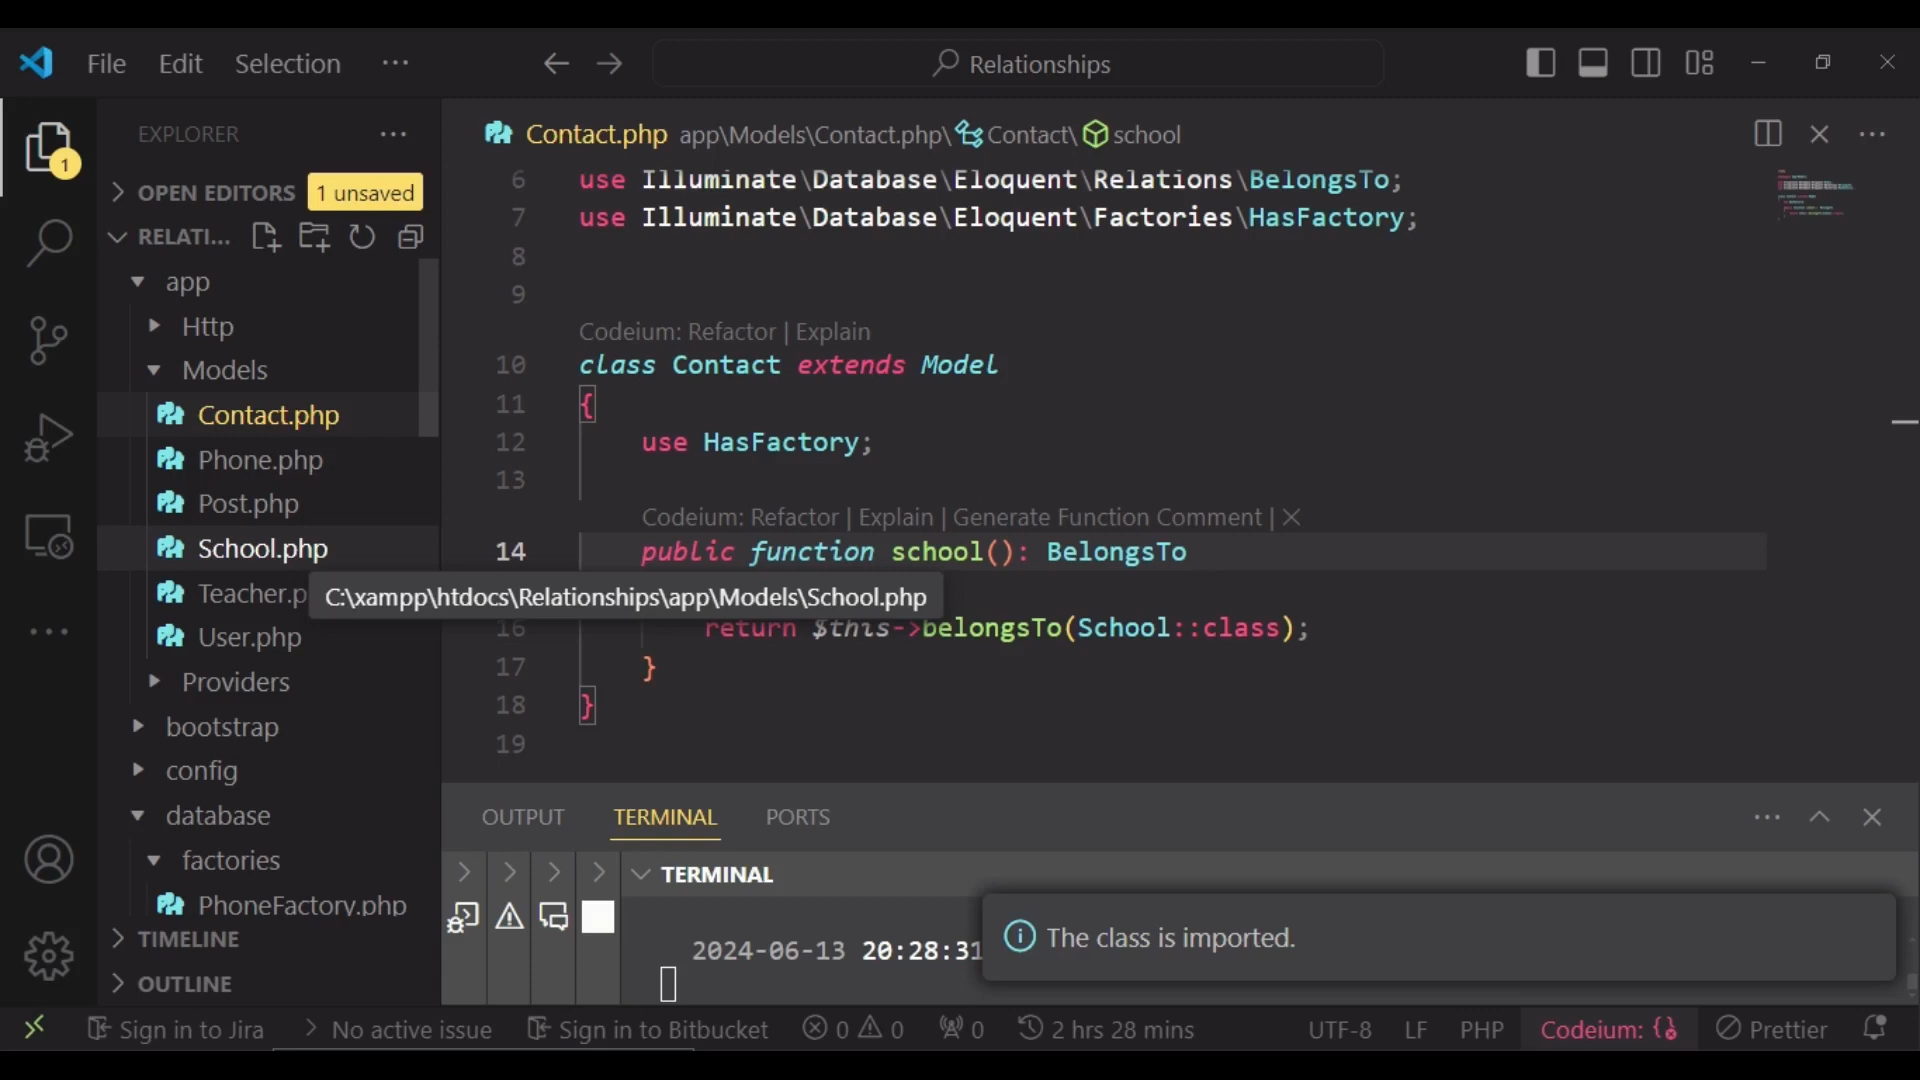 File Edit Selection ··· Relationships
EXPLORER ···
OPEN EDITORS 1 unsaved
RELATI...
app
Http
Models
Contact.php
Phone.php
Post.php
School.php
Teacher.p
User.php
Providers
bootstrap
config
database
factories
PhoneFactory.php
TIMELINE
OUTLINE
1
Contact.php app\Models\Contact.php\Contact\school
6 use Illuminate\Database\Eloquent\Relations\BelongsTo;
7 use Illuminate\Database\Eloquent\Factories\HasFactory;
8
9
Codeium: Refactor | Explain
10 class Contact extends Model
11 {
12 use HasFactory;
13
Codeium: Refactor | Explain | Generate Function Comment | ×
14 public function school(): BelongsTo
C:\xampp\htdocs\Relationships\app\Models\School.php
16 return $this->belongsTo(School::class);
17 }
18 }
19
OUTPUT TERMINAL PORTS
TERMINAL
2024-06-13 20:28:31
The class is imported.
Sign in to Jira No active issue Sign in to Bitbucket 0 0 0 2 hrs 28 mins UTF-8 LF PHP Codeium: {} Prettier